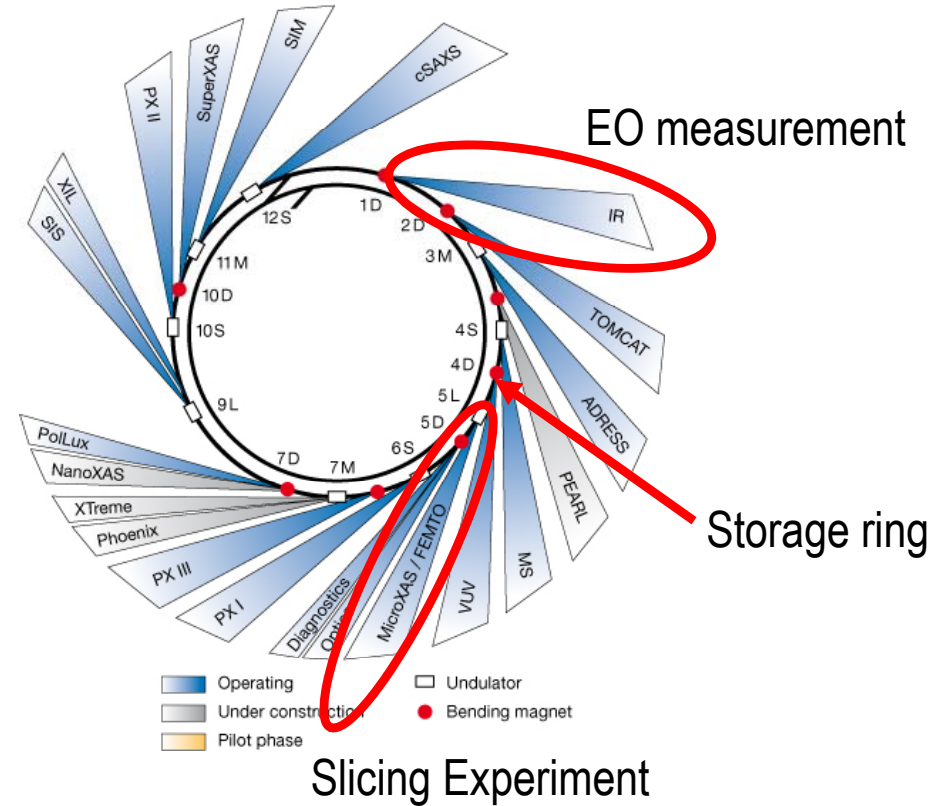 SIM
cSAXS
SuperXAS
PX II
EO measurement
XIL
SIS
IR
12S
1D
2D
3M
11M
10D
10S
4S
TOMCAT
4D
5L
ADRESS
9L
5D
6S
PolLux
7D
7M
NanoXAS
PEARL
XTreme
Phoenix
Storage ring
PX III
MS
PX I
VUV
MicroXAS / FEMTO
Diagnostics
Optics
Operating
Undulator
Under construction
Bending magnet
Pilot phase
Slicing Experiment